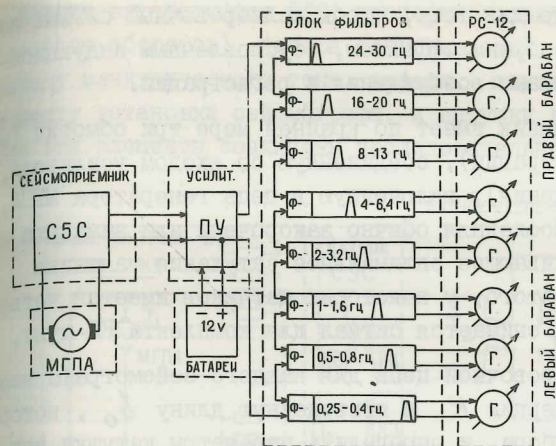 БЛОК ФИЛЬТРОВ
РС-12
Ф- 24-30 гц Г
Ф- 16-20 гц Г
Ф- 8-13 гц Г
Ф- 4-6,4 гц Г
Ф- 2-3,2 гц Г
Ф- 1-1,6 гц Г
Ф- 0,5-0,8 гц Г
Ф- 0,25-0,4 гц Г
ПРАВЫЙ БАРАБАН
ЛЕВЫЙ БАРАБАН
СЕЙСМОПРИЕМНИК
С5С
МГПА
УСИЛИТ.
ПУ
- +
12 v
БАТАРЕИ